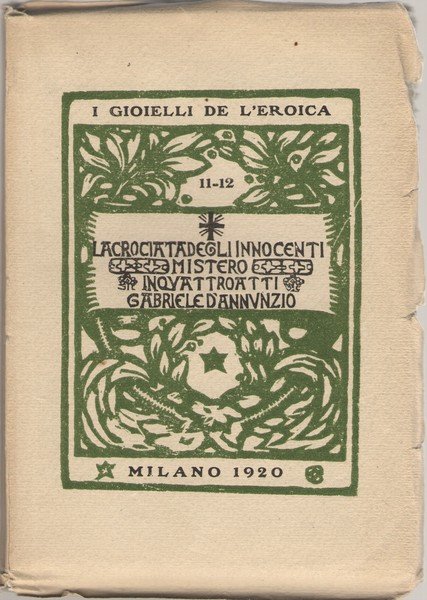 I GIOIELLI DE L'EROICA
11-12
LA CROCIATA DEGLI INNOCENTI
MISTERO
IN QVATTRO ATTI
GABRIELE D'ANNVNZIO
MILANO 1920